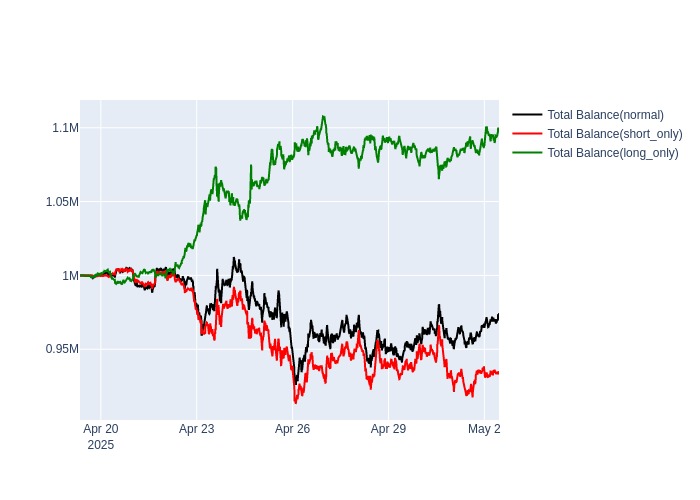 Total Balance(normal)
Total Balance(short_only)
Total Balance(long_only)
1.1M
1.05M
1M
0.95M
Apr 20
2025
Apr 23
Apr 26
Apr 29
May 2